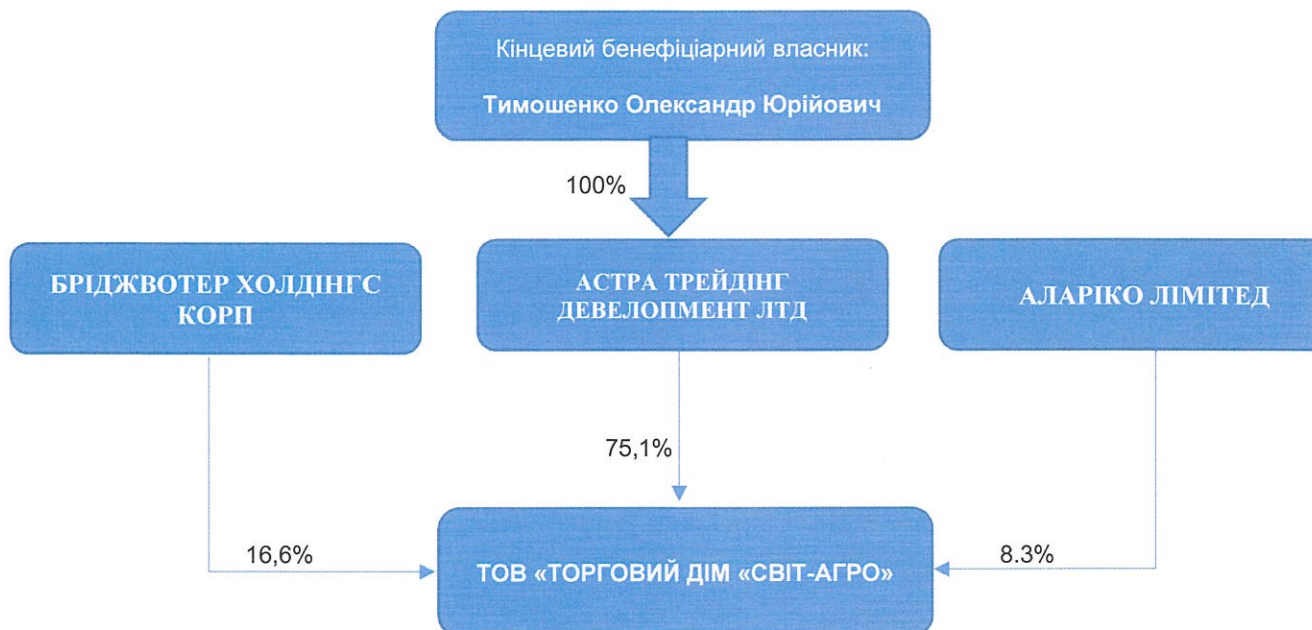 Кінцевий бенефіціарний власник:
Тимошенко Олександр Юрійович
100%
БРІДЖВОТЕР ХОЛДІНГС
КОРП
АСТРА ТРЕЙДІНГ
ДЕВЕЛОПМЕНТ ЛТД
АЛАРІКО ЛІМІТЕД
75,1%
16,6%
8.3%
ТОВ «ТОРГОВИЙ ДІМ «СВІТ-АГРО»